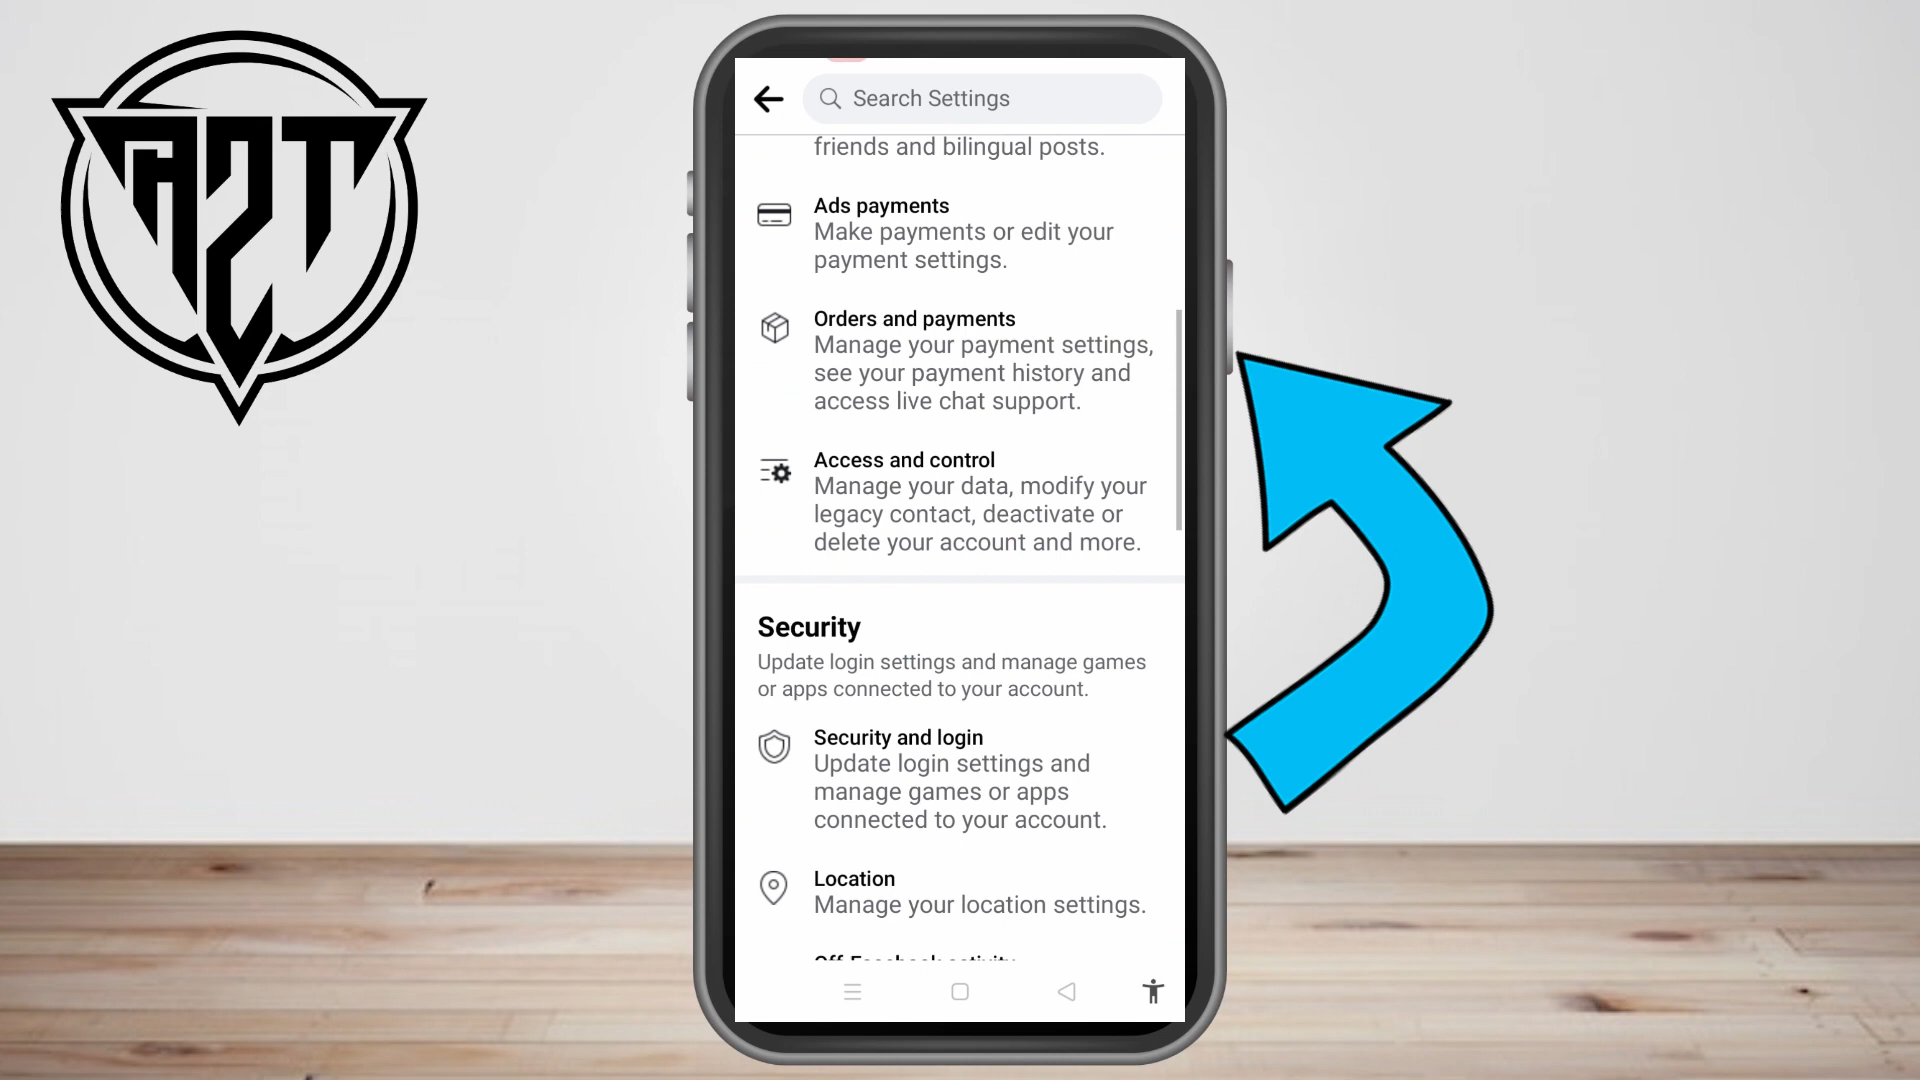 A2T
Search Settings
friends and bilingual posts.
Ads payments
Make payments or edit your
payment settings.
Orders and payments
Manage your payment settings,
see your payment history and
access live chat support.
Access and control
Manage your data, modify your
legacy contact, deactivate or
delete your account and more.
Security
Update login settings and manage games
or apps connected to your account.
Security and login
Update login settings and
manage games or apps
connected to your account.
Location
Manage your location settings.
Off-Facebook activity